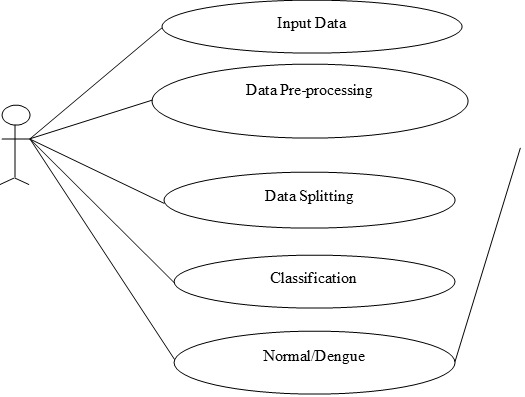 Input Data
Data Pre-processing
Data Splitting
Classification
Normal/Dengue